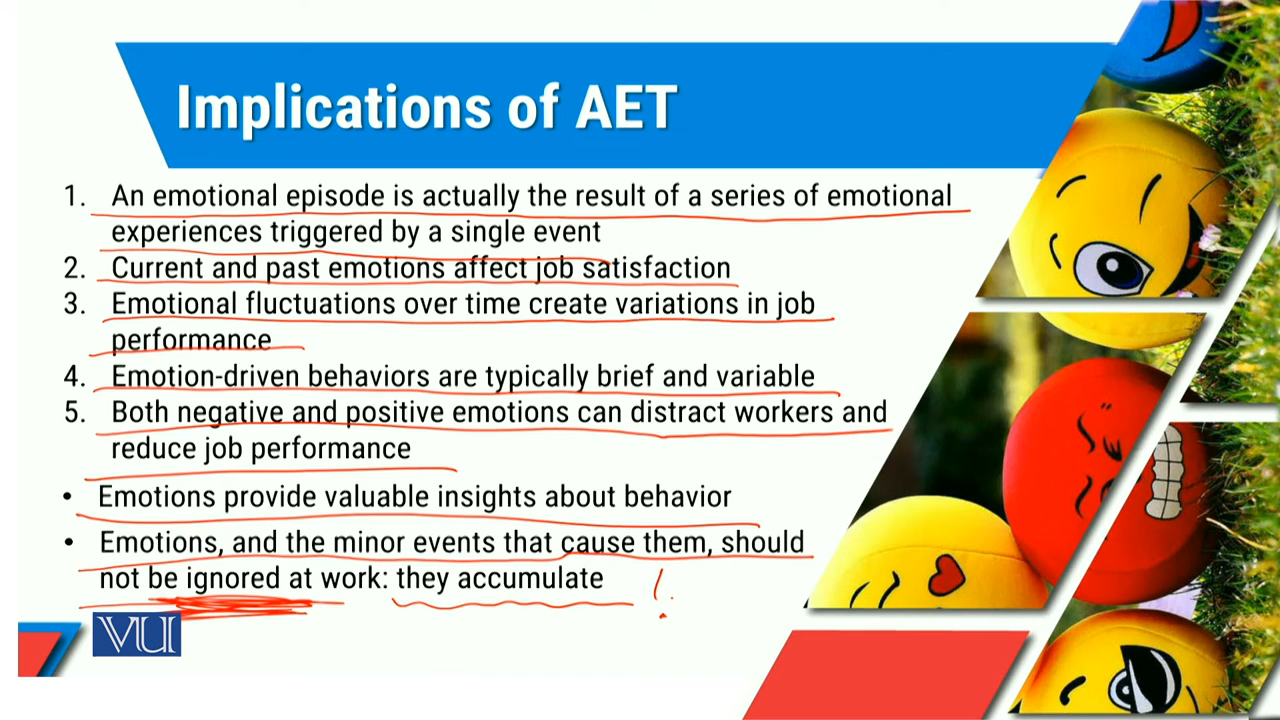 Implications of AET
1. An emotional episode is actually the result of a series of emotional
experiences triggered by a single event
2. Current and past emotions affect job satisfaction
3. Emotional fluctuations over time create variations in job
performance
4. Emotion-driven behaviors are typically brief and variable
5. Both negative and positive emotions can distract workers and
reduce job performance
• Emotions provide valuable insights about behavior
• Emotions, and the minor events that cause them, should
not be ignored at work: they accumulate !
VU